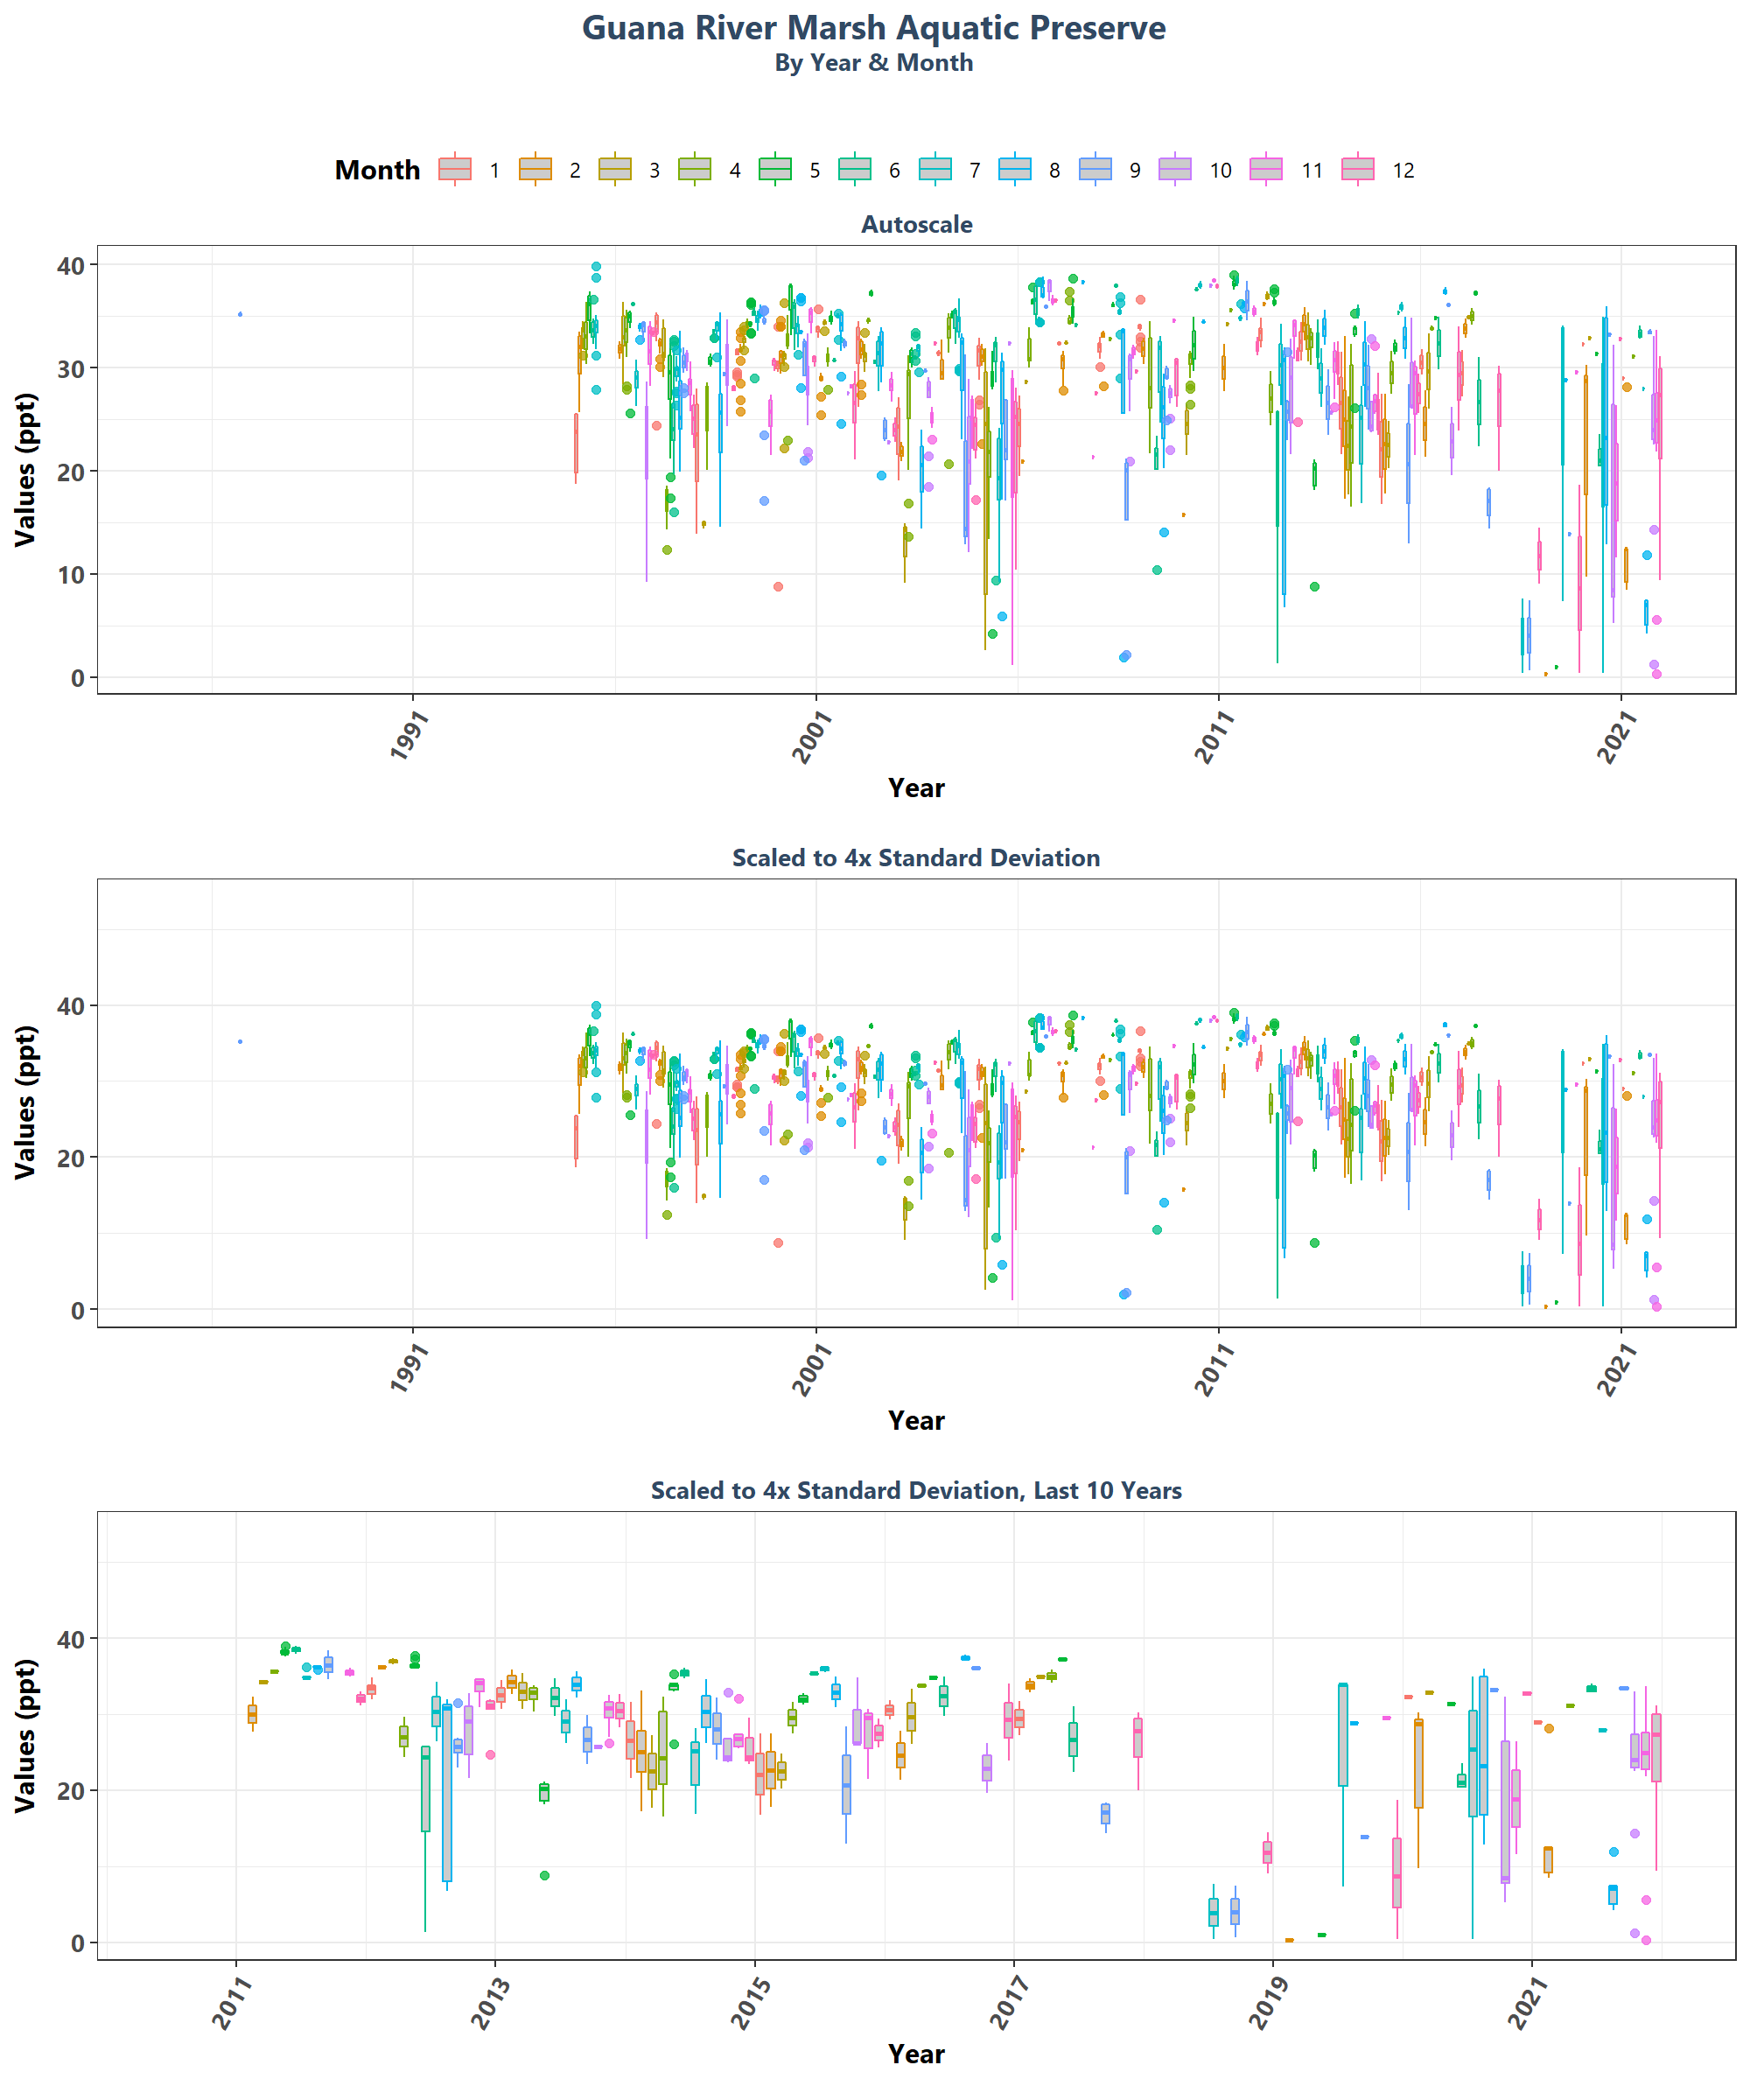 Guana River Marsh Aquatic Preserve
By Year & Month
Month 1 2 3 4 5 6 7 8 9 10 11 12
Autoscale
Values (ppt)
40
30
20
10
0
1991 2001 2011 2021
Year
Scaled to 4x Standard Deviation
Values (ppt)
40
20
0
1991 2001 2011 2021
Year
Scaled to 4x Standard Deviation, Last 10 Years
Values (ppt)
40
20
0
2011 2013 2015 2017 2019 2021
Year